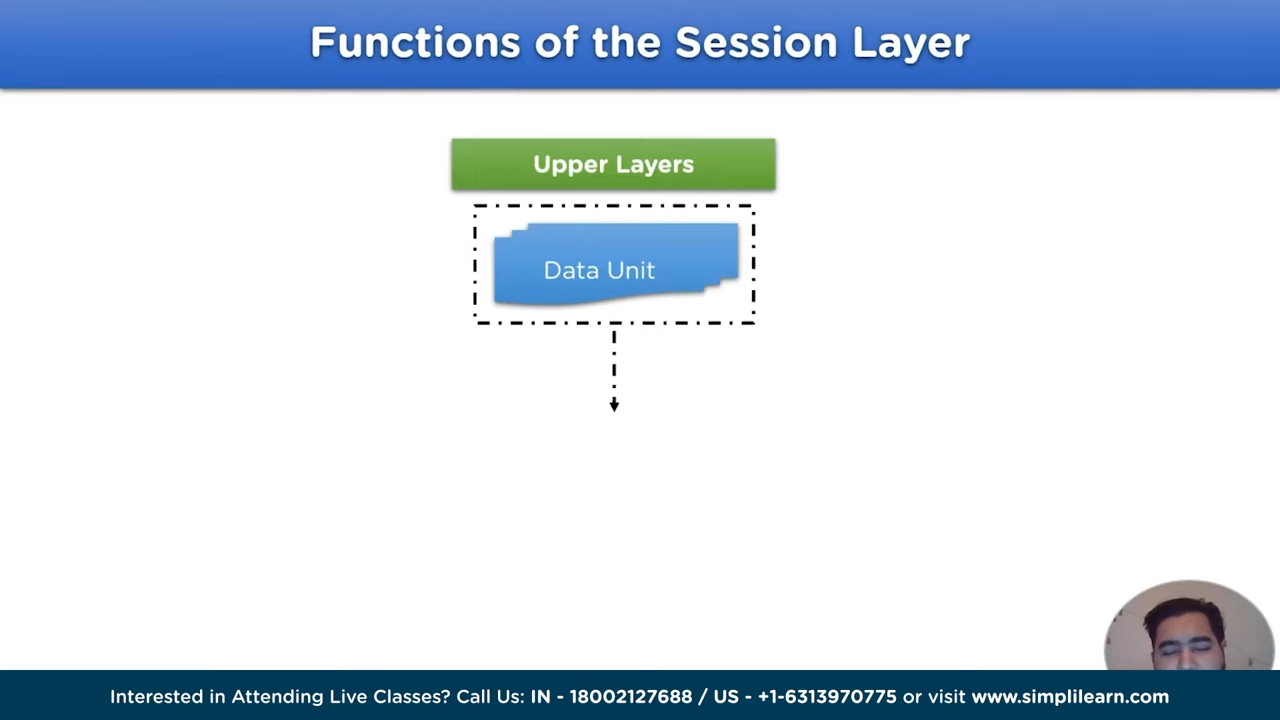 Functions of the Session Layer
Upper Layers
Data Unit
Interested in Attending Live Classes? Call Us: IN - 18002127688 / US - +1-6313970775 or visit www.simplilearn.com